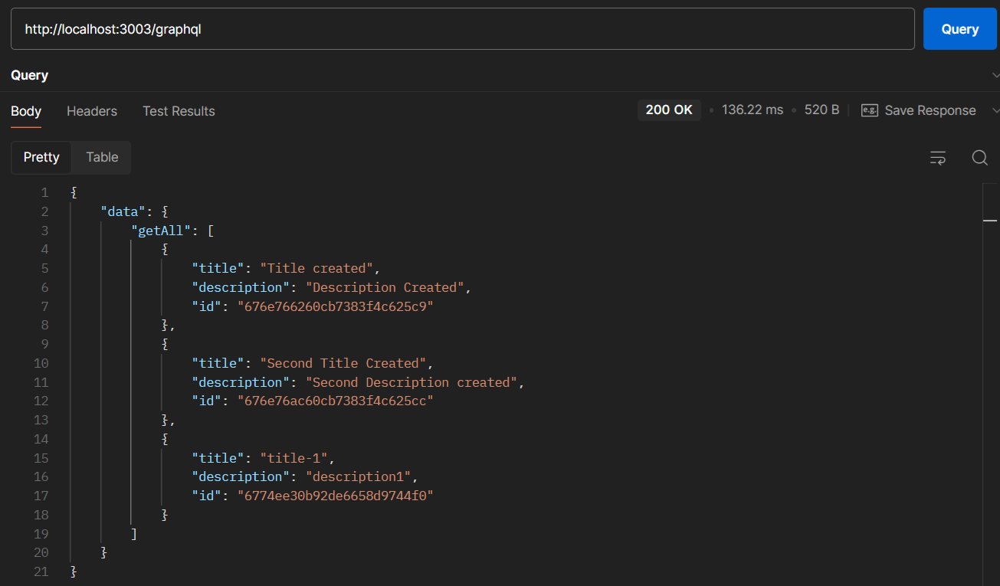 http://localhost:3003/graphql Query
Query
Body Headers Test Results 200 OK • 136.22 ms • 520 B e.g. Save Response
Pretty Table
1 {
2 "data": {
3 "getAll": [
4 {
5 "title": "Title created",
6 "description": "Description Created",
7 "id": "676e766260cb7383f4c625c9"
8 },
9 {
10 "title": "Second Title Created",
11 "description": "Second Description created",
12 "id": "676e76ac60cb7383f4c625cc"
13 },
14 {
15 "title": "title-1",
16 "description": "description1",
17 "id": "6774ee30b92de6658d9744f0"
18 }
19 ]
20 }
21 }